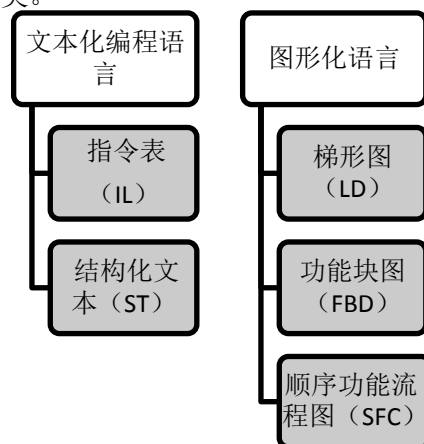 文本化编程语
言
指令表
（IL）
结构化文
本（ST）
图形化语言
梯形图
（LD）
功能块图
（FBD）
顺序功能流
程图（SFC）